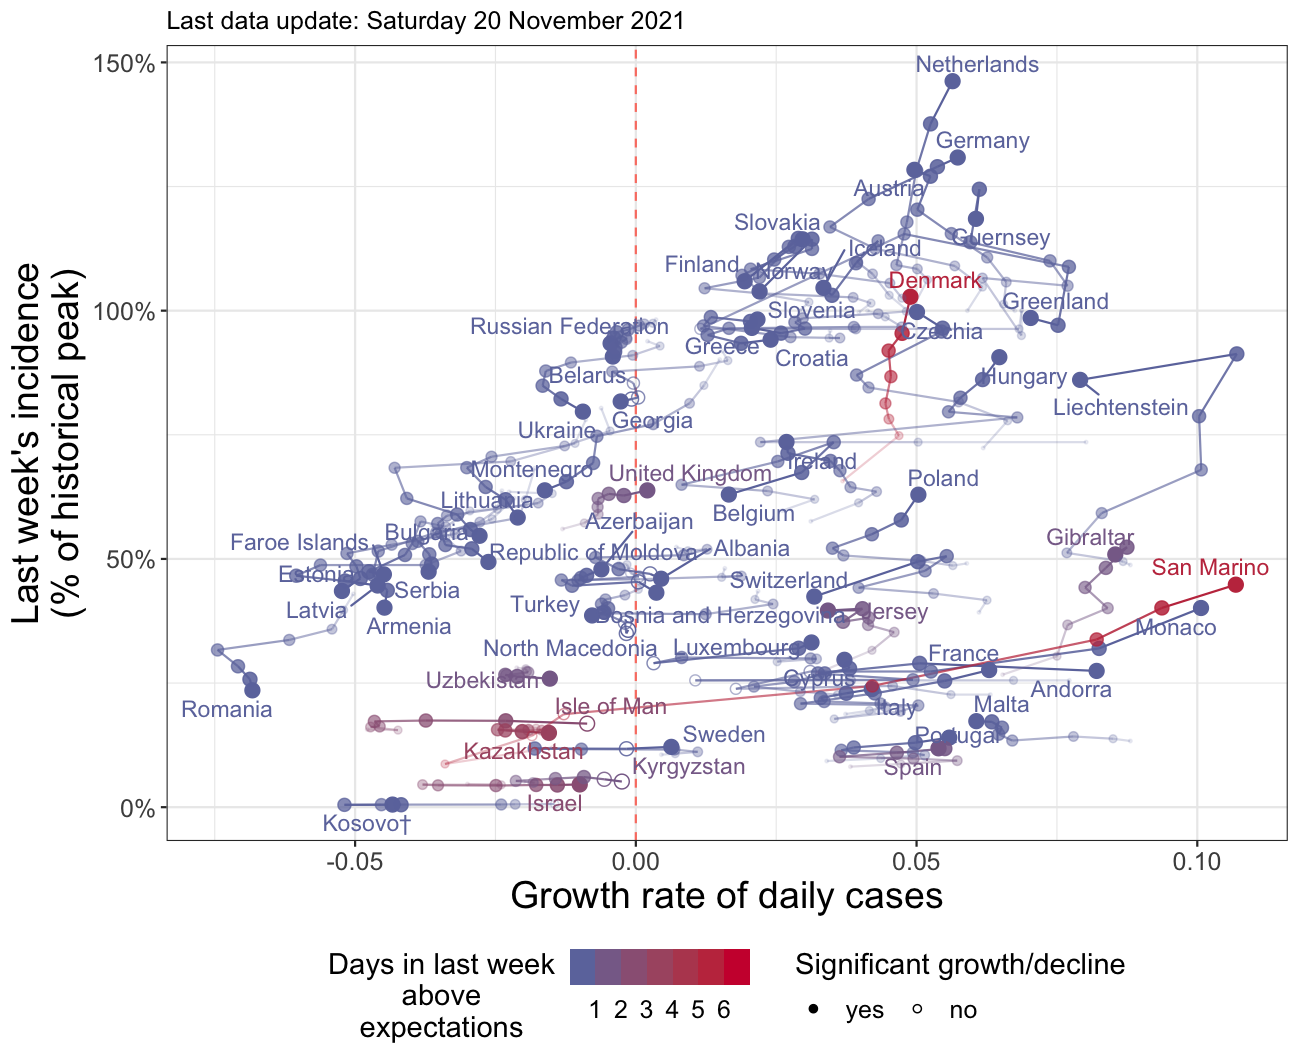 Last data update: Saturday 20 November 2021
Last week's incidence
(% of historical peak)
150%
100%
50%
0%
Netherlands
Germany
Austria
Slovakia
Guernsey
Iceland
Finland
Norway
Denmark
Greenland
Slovenia
Russian Federation
Czechia
Greece
Croatia
Belarus
Hungary
Liechtenstein
Georgia
Ukraine
Ireland
Montenegro
United Kingdom
Poland
Lithuania
Belgium
Azerbaijan
Bulgaria
Gibraltar
Faroe Islands
Republic of Moldova
Albania
San Marino
Estonia
Switzerland
Serbia
Latvia
Turkey
Bosnia and Herzegovina
Jersey
Armenia
Monaco
North Macedonia
Luxembourg
France
Uzbekistan
Cyprus
Andorra
Romania
Isle of Man
Italy
Malta
Sweden
Portugal
Kazakhstan
Kyrgyzstan
Spain
Israel
Kosovo†
-0.05
0.00
0.05
0.10
Growth rate of daily cases
Days in last week
above
expectations
1 2 3 4 5 6
Significant growth/decline
yes
no